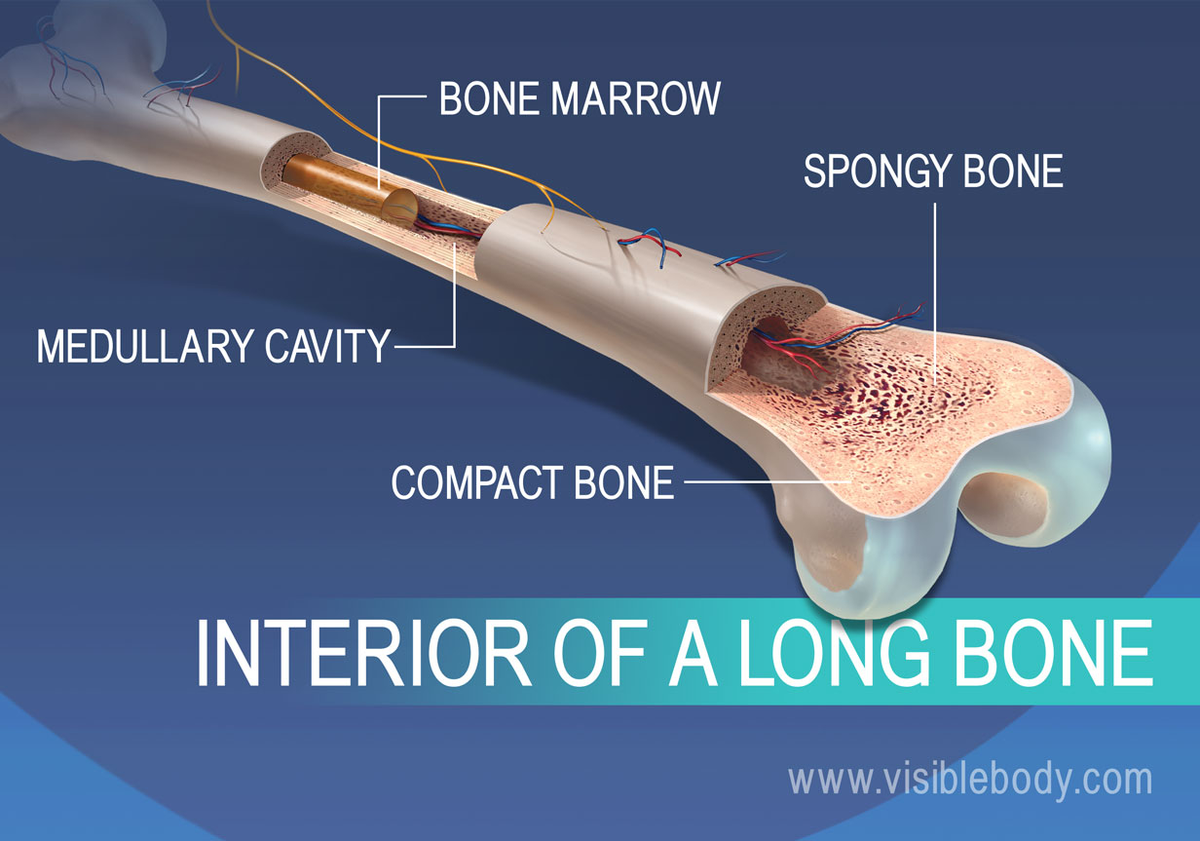 BONE MARROW
SPONGY BONE
MEDULLARY CAVITY
COMPACT BONE
INTERIOR OF A LONG BONE
www.visiblebody.com